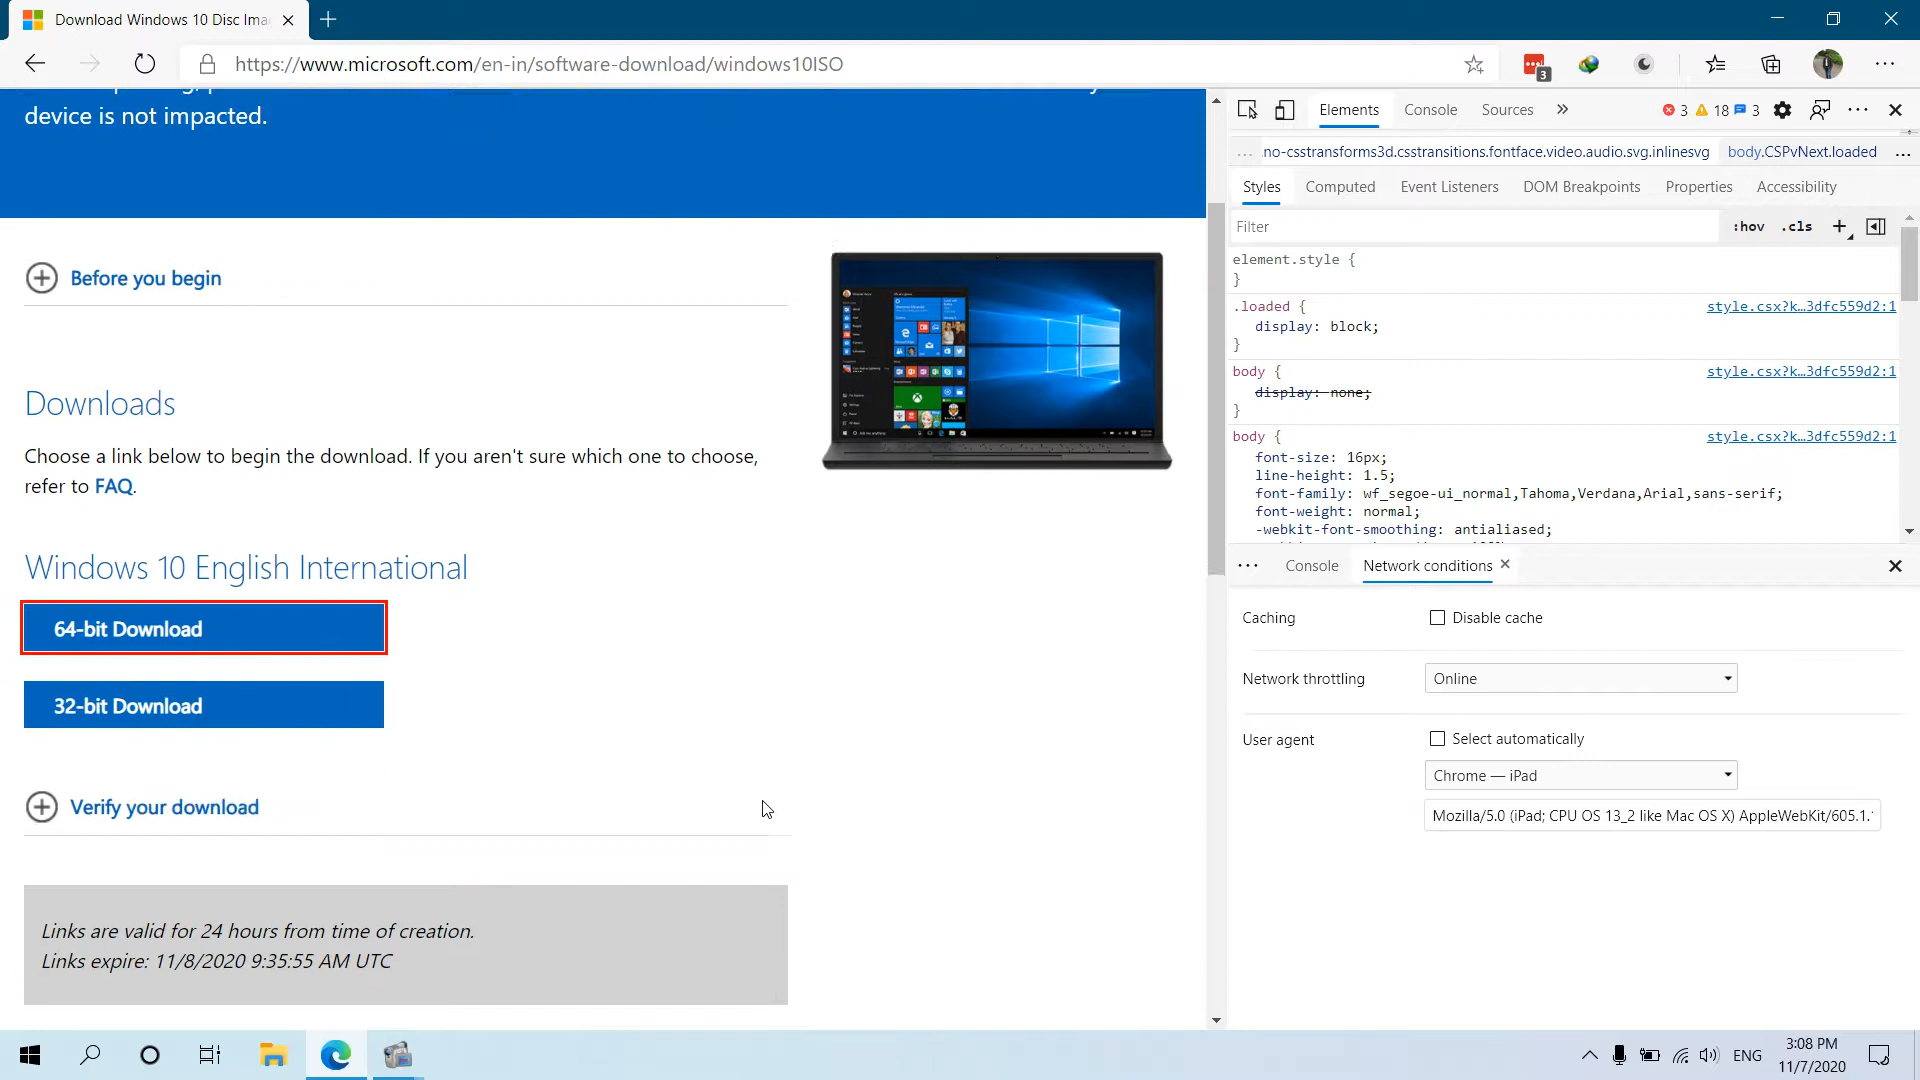 Download Windows 10 Disc Ima
https://www.microsoft.com/en-in/software-download/windows10ISO
3
device is not impacted.
Before you begin
Downloads
Choose a link below to begin the download. If you aren't sure which one to choose,
refer to FAQ.
Windows 10 English International
64-bit Download
32-bit Download
Verify your download
Links are valid for 24 hours from time of creation.
Links expire: 11/8/2020 9:35:55 AM UTC
Elements Console Sources » 3 18 3
... .no-csstransforms3d.csstransitions.fontface.video.audio.svg.inlinesvg body.CSPvNext.loaded ...
Styles Computed Event Listeners DOM Breakpoints Properties Accessibility
Filter :hov .cls +
element.style {
}
.loaded { style.csx?k…3dfc559d2:1
display: block;
}
body { style.csx?k…3dfc559d2:1
display: none;
}
body { style.csx?k…3dfc559d2:1
font-size: 16px;
line-height: 1.5;
font-family: wf_segoe-ui_normal,Tahoma,Verdana,Arial,sans-serif;
font-weight: normal;
-webkit-font-smoothing: antialiased;
Console Network conditions
Caching Disable cache
Network throttling Online
User agent Select automatically
Chrome — iPad
Mozilla/5.0 (iPad; CPU OS 13_2 like Mac OS X) AppleWebKit/605.1.
ENG
3:08 PM
11/7/2020